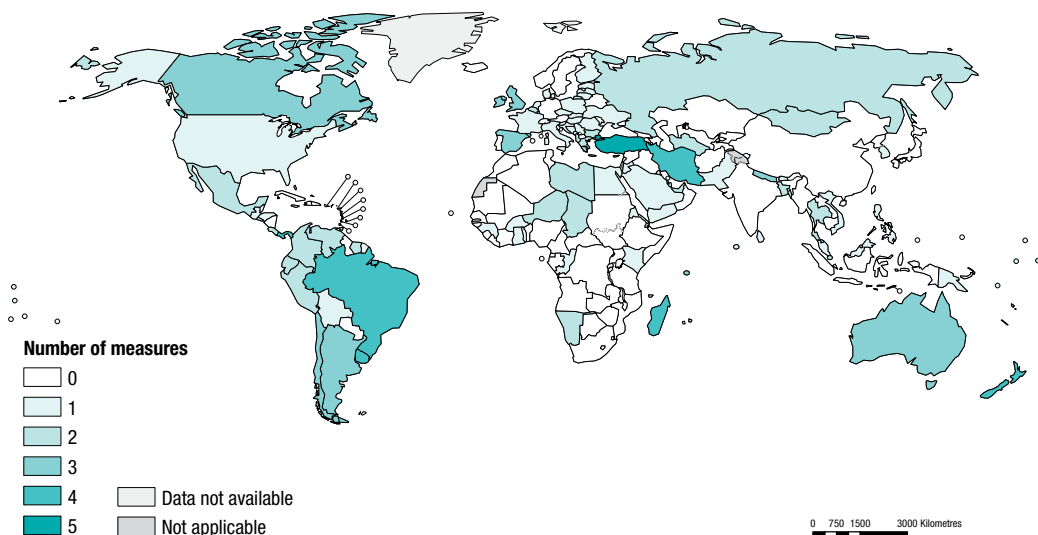 Number of measures
0
1
2
3
4
5
Data not available
Not applicable
0 750 1500 3000 Kilometres